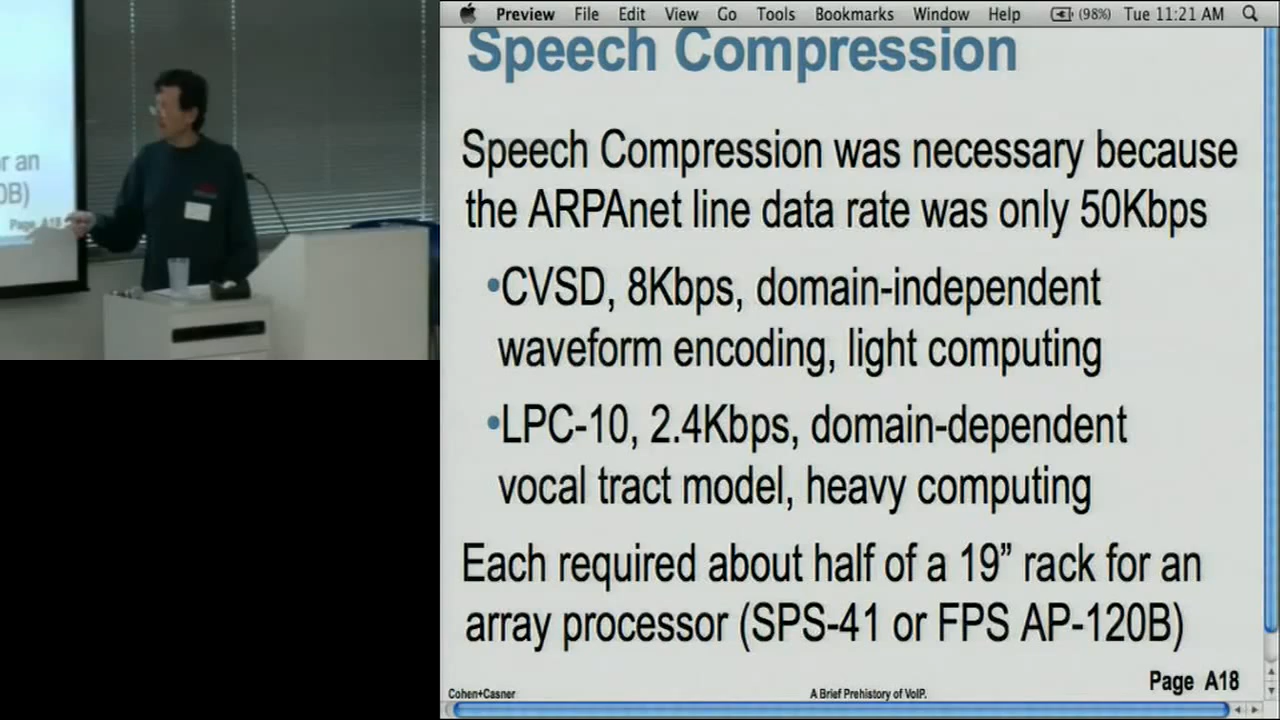 Preview File Edit View Go Tools Bookmarks Window Help (98%) Tue 11:21 AM
Speech Compression
Speech Compression was necessary because
the ARPAnet line data rate was only 50Kbps
•CVSD, 8Kbps, domain-independent
waveform encoding, light computing
•LPC-10, 2.4Kbps, domain-dependent
vocal tract model, heavy computing
Each required about half of a 19” rack for an
array processor (SPS-41 or FPS AP-120B)
Page A18
Cohen+Casner
A Brief Prehistory of VoIP.
or an
0B)
Page A18